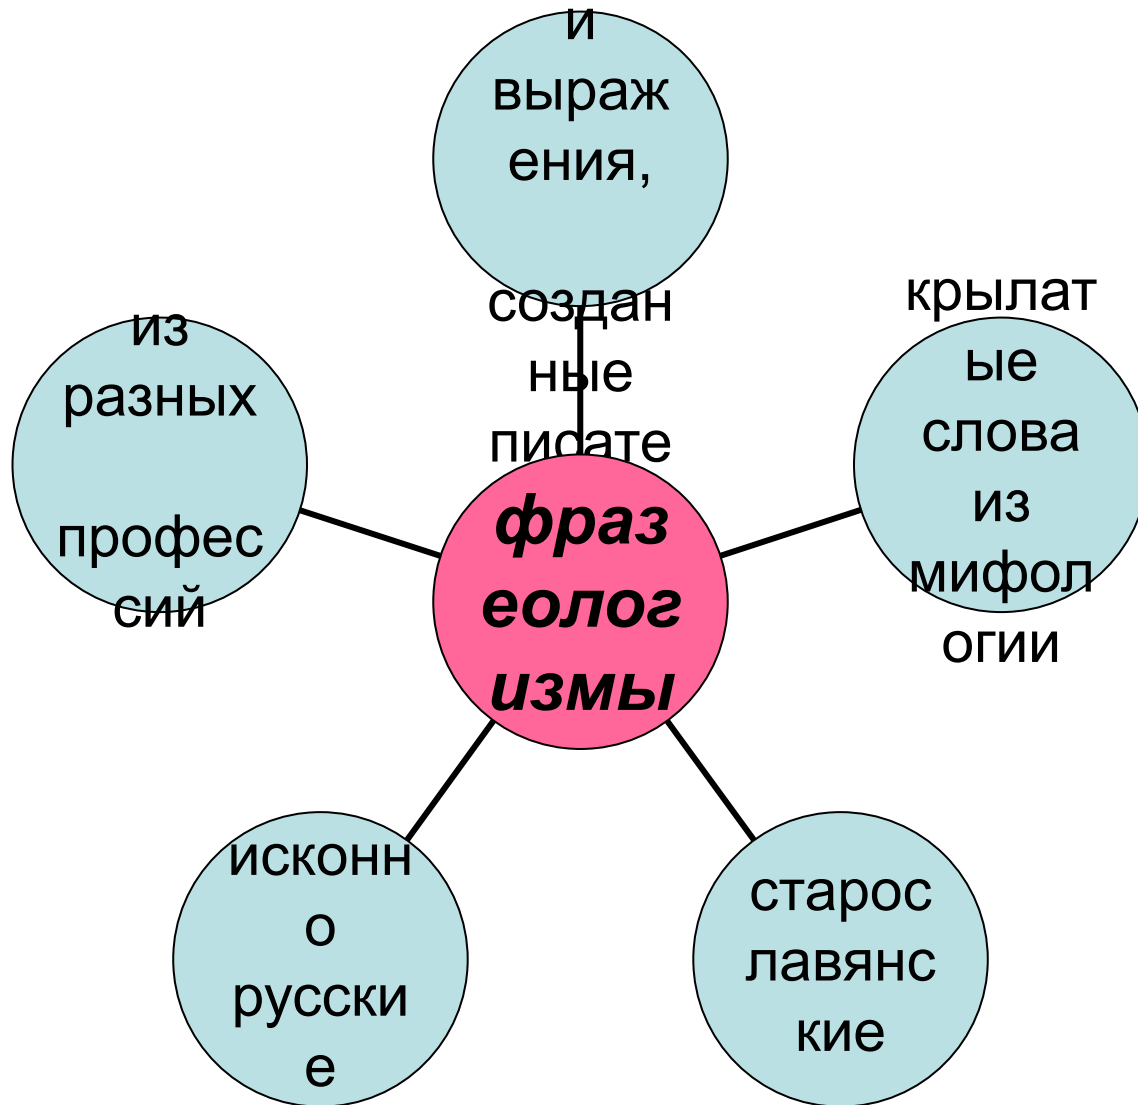 и
выраж
ения,
создан
ные
писате
крылат
ые
слова
из
мифол
огии
старос
лавянс
кие
исконн
о
русски
е
из
разных
професс
сий
фраз
еолог
измы